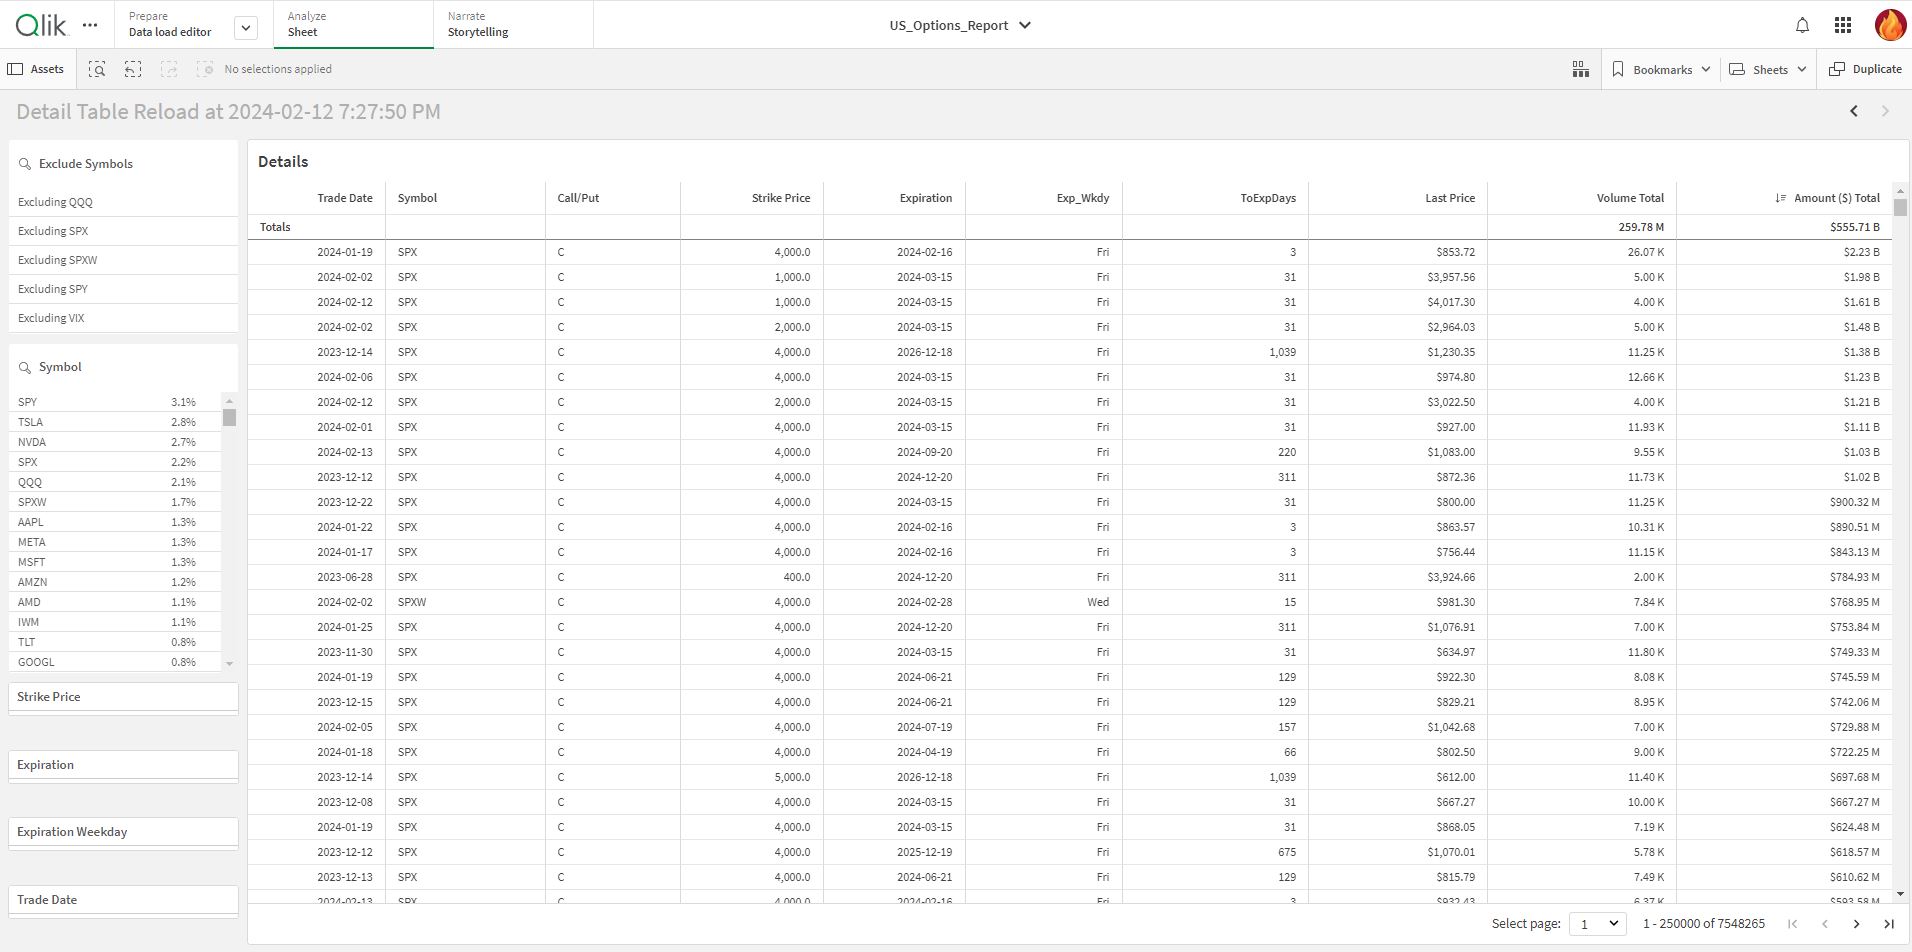 Qlik
Prepare
Data load editor
Analyze
Sheet
Narrate
Storytelling
US_Options_Report
Assets
No selections applied
Bookmarks
Sheets
Duplicate
Detail Table Reload at 2024-02-12 7:27:50 PM
Exclude Symbols
Excluding QQQ
Excluding SPX
Excluding SPXW
Excluding SPY
Excluding VIX
Symbol
SPY 3.1%
TSLA 2.8%
NVDA 2.7%
SPX 2.2%
QQQ 2.1%
SPXW 1.7%
AAPL 1.3%
META 1.3%
MSFT 1.3%
AMZN 1.2%
AMD 1.1%
IWM 1.1%
TLT 0.8%
GOOGL 0.8%
Strike Price
Expiration
Expiration Weekday
Trade Date
Details
Trade Date Symbol Call/Put Strike Price Expiration Exp_Wkdy ToExpDays Last Price Volume Total Amount ($) Total
Totals 259.78 M $555.71 B
2024-01-19 SPX C 4,000.0 2024-02-16 Fri 3 $853.72 26.07 K $2.23 B
2024-02-02 SPX C 1,000.0 2024-03-15 Fri 31 $3,957.56 5.00 K $1.98 B
2024-02-12 SPX C 1,000.0 2024-03-15 Fri 31 $4,017.30 4.00 K $1.61 B
2024-02-02 SPX C 2,000.0 2024-03-15 Fri 31 $2,964.03 5.00 K $1.48 B
2023-12-14 SPX C 4,000.0 2026-12-18 Fri 1,039 $1,230.35 11.25 K $1.38 B
2024-02-06 SPX C 4,000.0 2024-03-15 Fri 31 $974.80 12.66 K $1.23 B
2024-02-12 SPX C 2,000.0 2024-03-15 Fri 31 $3,022.50 4.00 K $1.21 B
2024-02-01 SPX C 4,000.0 2024-03-15 Fri 31 $927.00 11.93 K $1.11 B
2024-02-13 SPX C 4,000.0 2024-09-20 Fri 220 $1,083.00 9.55 K $1.03 B
2023-12-12 SPX C 4,000.0 2024-12-20 Fri 311 $872.36 11.73 K $1.02 B
2023-12-22 SPX C 4,000.0 2024-03-15 Fri 31 $800.00 11.25 K $900.32 M
2024-01-22 SPX C 4,000.0 2024-02-16 Fri 3 $863.57 10.31 K $890.51 M
2024-01-17 SPX C 4,000.0 2024-02-16 Fri 3 $756.44 11.15 K $843.13 M
2023-06-28 SPX C 400.0 2024-12-20 Fri 311 $3,924.66 2.00 K $784.93 M
2024-02-02 SPXW C 4,000.0 2024-02-28 Wed 15 $981.30 7.84 K $768.95 M
2024-01-25 SPX C 4,000.0 2024-12-20 Fri 311 $1,076.91 7.00 K $753.84 M
2023-11-30 SPX C 4,000.0 2024-03-15 Fri 31 $634.97 11.80 K $749.33 M
2024-01-19 SPX C 4,000.0 2024-06-21 Fri 129 $922.30 8.08 K $745.59 M
2023-12-15 SPX C 4,000.0 2024-06-21 Fri 129 $829.21 8.95 K $742.06 M
2024-02-05 SPX C 4,000.0 2024-07-19 Fri 157 $1,042.68 7.00 K $729.88 M
2024-01-18 SPX C 4,000.0 2024-04-19 Fri 66 $802.50 9.00 K $722.25 M
2023-12-14 SPX C 5,000.0 2026-12-18 Fri 1,039 $612.00 11.40 K $697.68 M
2023-12-08 SPX C 4,000.0 2024-03-15 Fri 31 $667.27 10.00 K $667.27 M
2024-01-19 SPX C 4,000.0 2024-03-15 Fri 31 $868.05 7.19 K $624.48 M
2023-12-12 SPX C 4,000.0 2025-12-19 Fri 675 $1,070.01 5.78 K $618.57 M
2023-12-13 SPX C 4,000.0 2024-06-21 Fri 129 $815.79 7.49 K $610.62 M
2024-02-13 SPX C 4,000.0 2024-02-16 Fri 3 $932.43 6.37 K $593.58 M
Select page: 1 1 - 250000 of 7548265